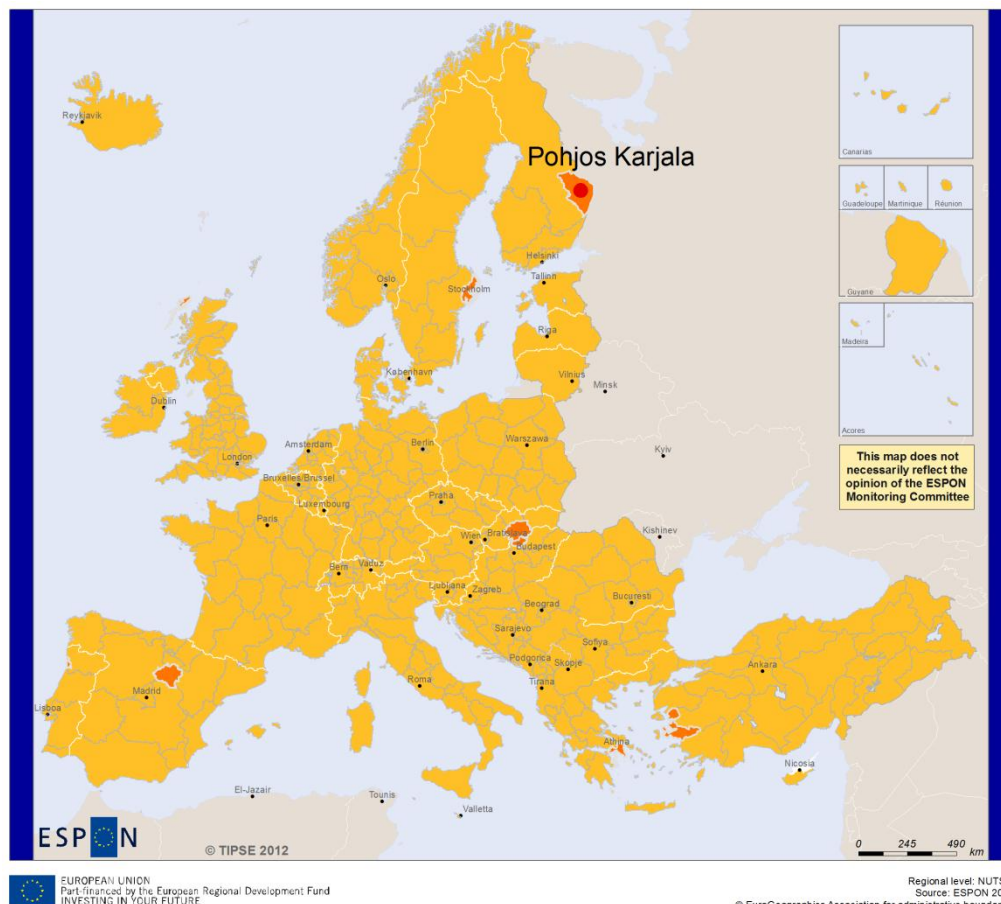 Reykjavik
Canarias
Pohjos Karjala
Guadeloupe
Martinique
Réunion
Helsinki
Oslo
Tallinn
Stockholm
Guyane
Riga
Madeira
København
Vilnius
Minsk
Dublin
Acores
Amsterdam
Berlin
Warszawa
London
Kyiv
This map does not
necessarily reflect the
opinion of the ESPON
Monitoring Committee
Bruxelles/Brussel
Luxembourg
Praha
Paris
Kishinev
Wien
Bratislava
Budapest
Bern
Vaduz
Ljubljana
Zagreb
Bucuresti
Beograd
Sarajevo
Sofiya
Podgorica
Skopje
Ankara
Roma
Tirana
Madrid
Lisboa
Athina
Nicosia
El-Jazair
Tounis
Valletta
ESPON
© TIPSE 2012
0 245 490
km
EUROPEAN UNION
Part-financed by the European Regional Development Fund
INVESTING IN YOUR FUTURE
Regional level: NUTS
Source: ESPON 20
© EuroGeographics Association for administrative boundar